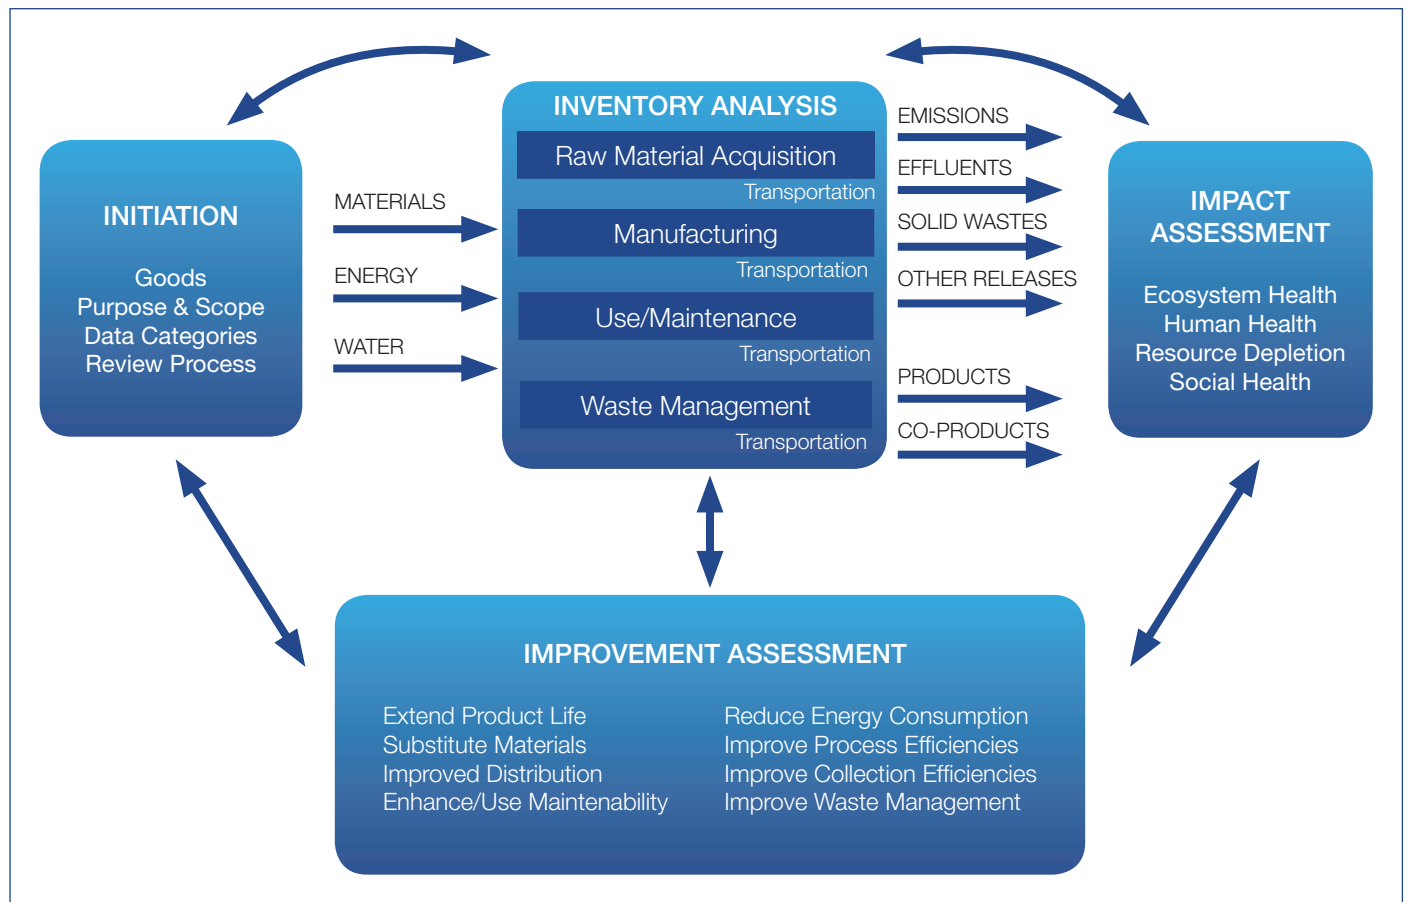 INITIATION
Goods
Purpose & Scope
Data Categories
Review Process
MATERIALS
ENERGY
WATER
INVENTORY ANALYSIS
Raw Material Acquisition
Transportation
Manufacturing
Transportation
Use/Maintenance
Transportation
Waste Management
Transportation
EMISSIONS
EFFLUENTS
SOLID WASTES
OTHER RELEASES
PRODUCTS
CO-PRODUCTS
IMPACT
ASSESSMENT
Ecosystem Health
Human Health
Resource Depletion
Social Health
IMPROVEMENT ASSESSMENT
Extend Product Life
Substitute Materials
Improved Distribution
Enhance/Use Maintenability
Reduce Energy Consumption
Improve Process Efficiencies
Improve Collection Efficiencies
Improve Waste Management